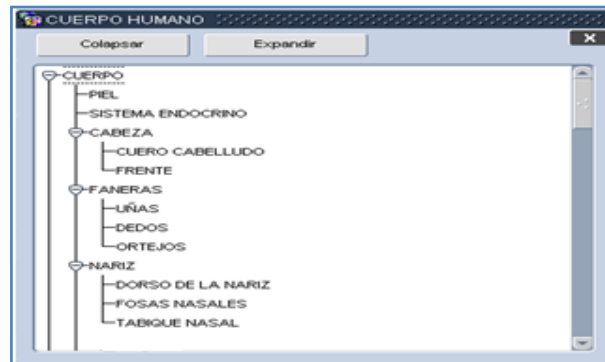 CUERPO HUMANO
Colapsar Expandir
CUERPO
PIEL
SISTEMA ENDOCRINO
CABEZA
CUERO CABELLUDO
FRENTE
FANERAS
UÑAS
DEDOS
ORTEJOS
NARIZ
DORSO DE LA NARIZ
FOSAS NASALES
TABIQUE NASAL